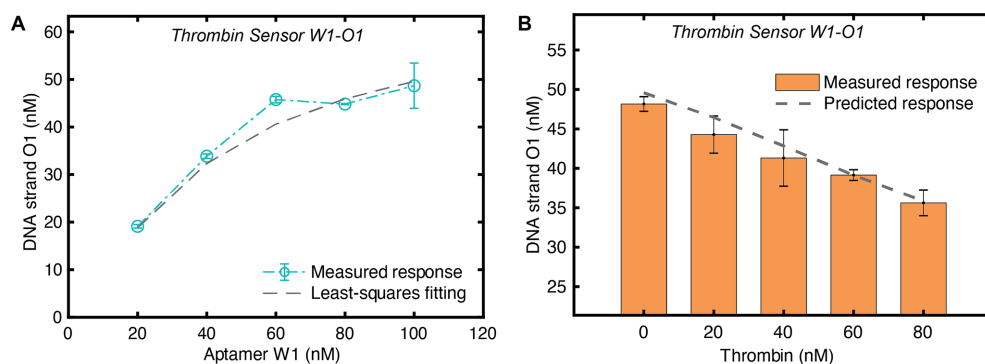 A
Thrombin Sensor W1-O1
60
50
40
30
20
10
0
DNA strand O1 (nM)
Measured response
Least-squares fitting
0 20 40 60 80 100 120
Aptamer W1 (nM)
B
Thrombin Sensor W1-O1
Measured response
Predicted response
55
50
45
40
35
30
25
DNA strand O1 (nM)
0 20 40 60 80
Thrombin (nM)